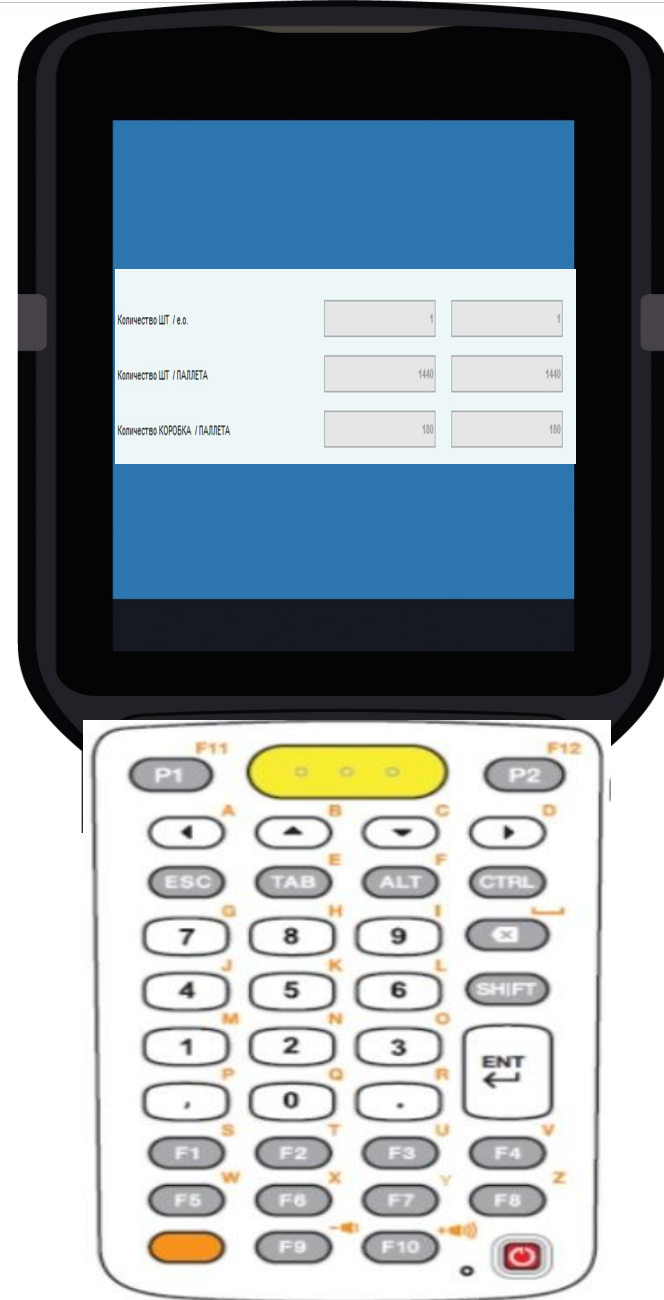 Количество ШТ / е.о. 1 1
Количество ШТ / ПАЛЛЕТА 1440 1440
Количество КОРОБКА / ПАЛЛЕТА 180 180
F11 F12
P1 P2
A B C D
E F
ESC TAB ALT CTRL
G H I
7 8 9
J K L
4 5 6 SHIFT
M N O
1 2 3 ENT
P Q R
, 0 .
S T U V
F1 F2 F3 F4
W X Y Z
F5 F6 F7 F8
F9 F10